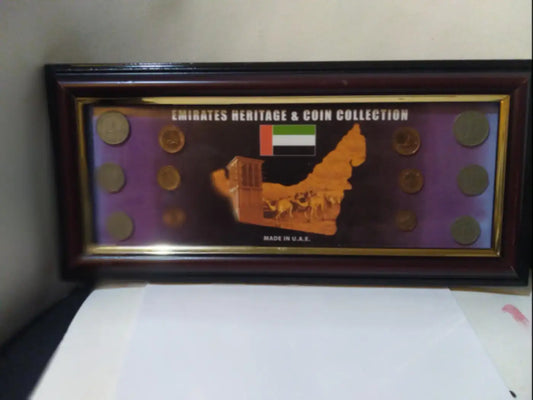 EMIRATES HERITAGE & COIN COLLECTION
MADE IN U.A.E.